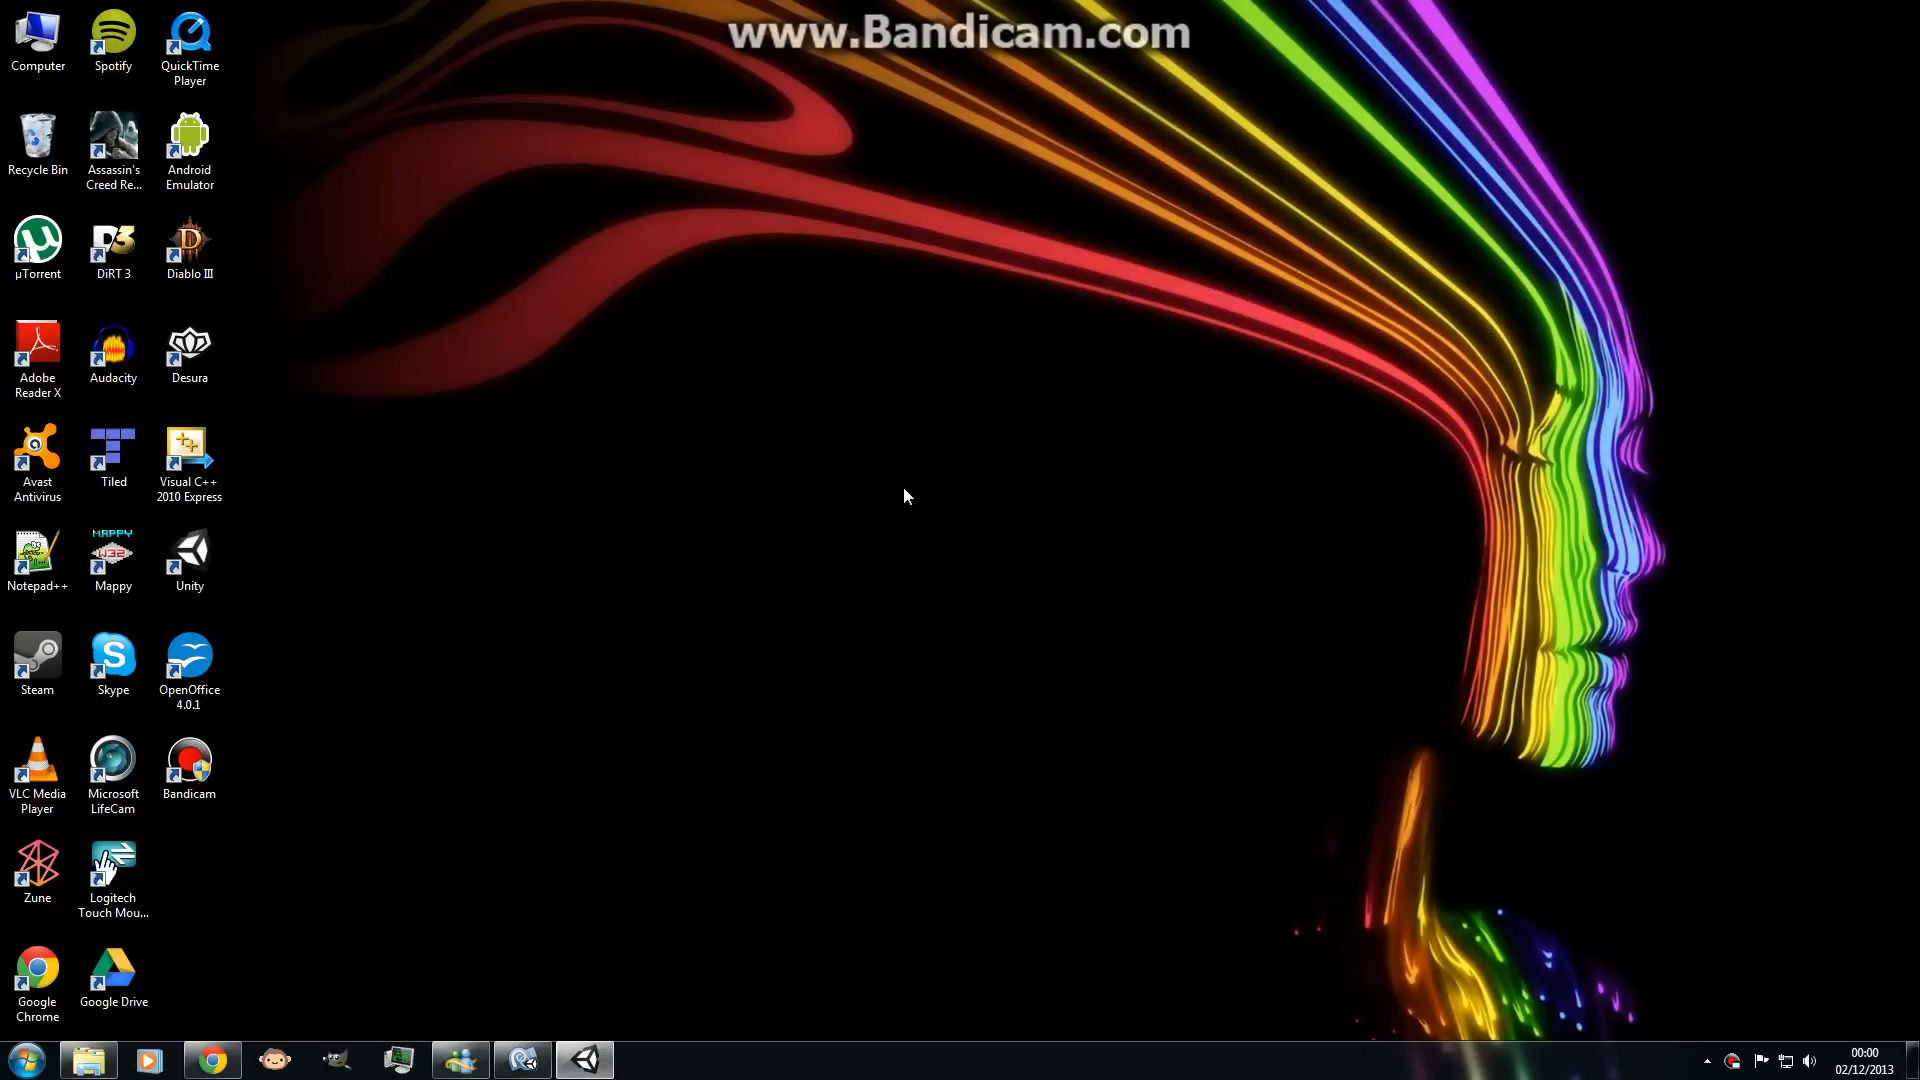 www.Bandicam.com
Computer
Spotify
QuickTime
Player
Recycle Bin
Assassin's
Creed Re...
Android
Emulator
µTorrent
DiRT 3
Diablo III
Adobe
Reader X
Audacity
Desura
Avast
Antivirus
Tiled
Visual C++
2010 Express
Notepad++
MAPPY
W32
Mappy
Unity
Steam
Skype
OpenOffice
4.0.1
VLC Media
Player
Microsoft
LifeCam
Bandicam
Zune
Logitech
Touch Mou...
Google
Chrome
Google Drive
00:00
02/12/2013